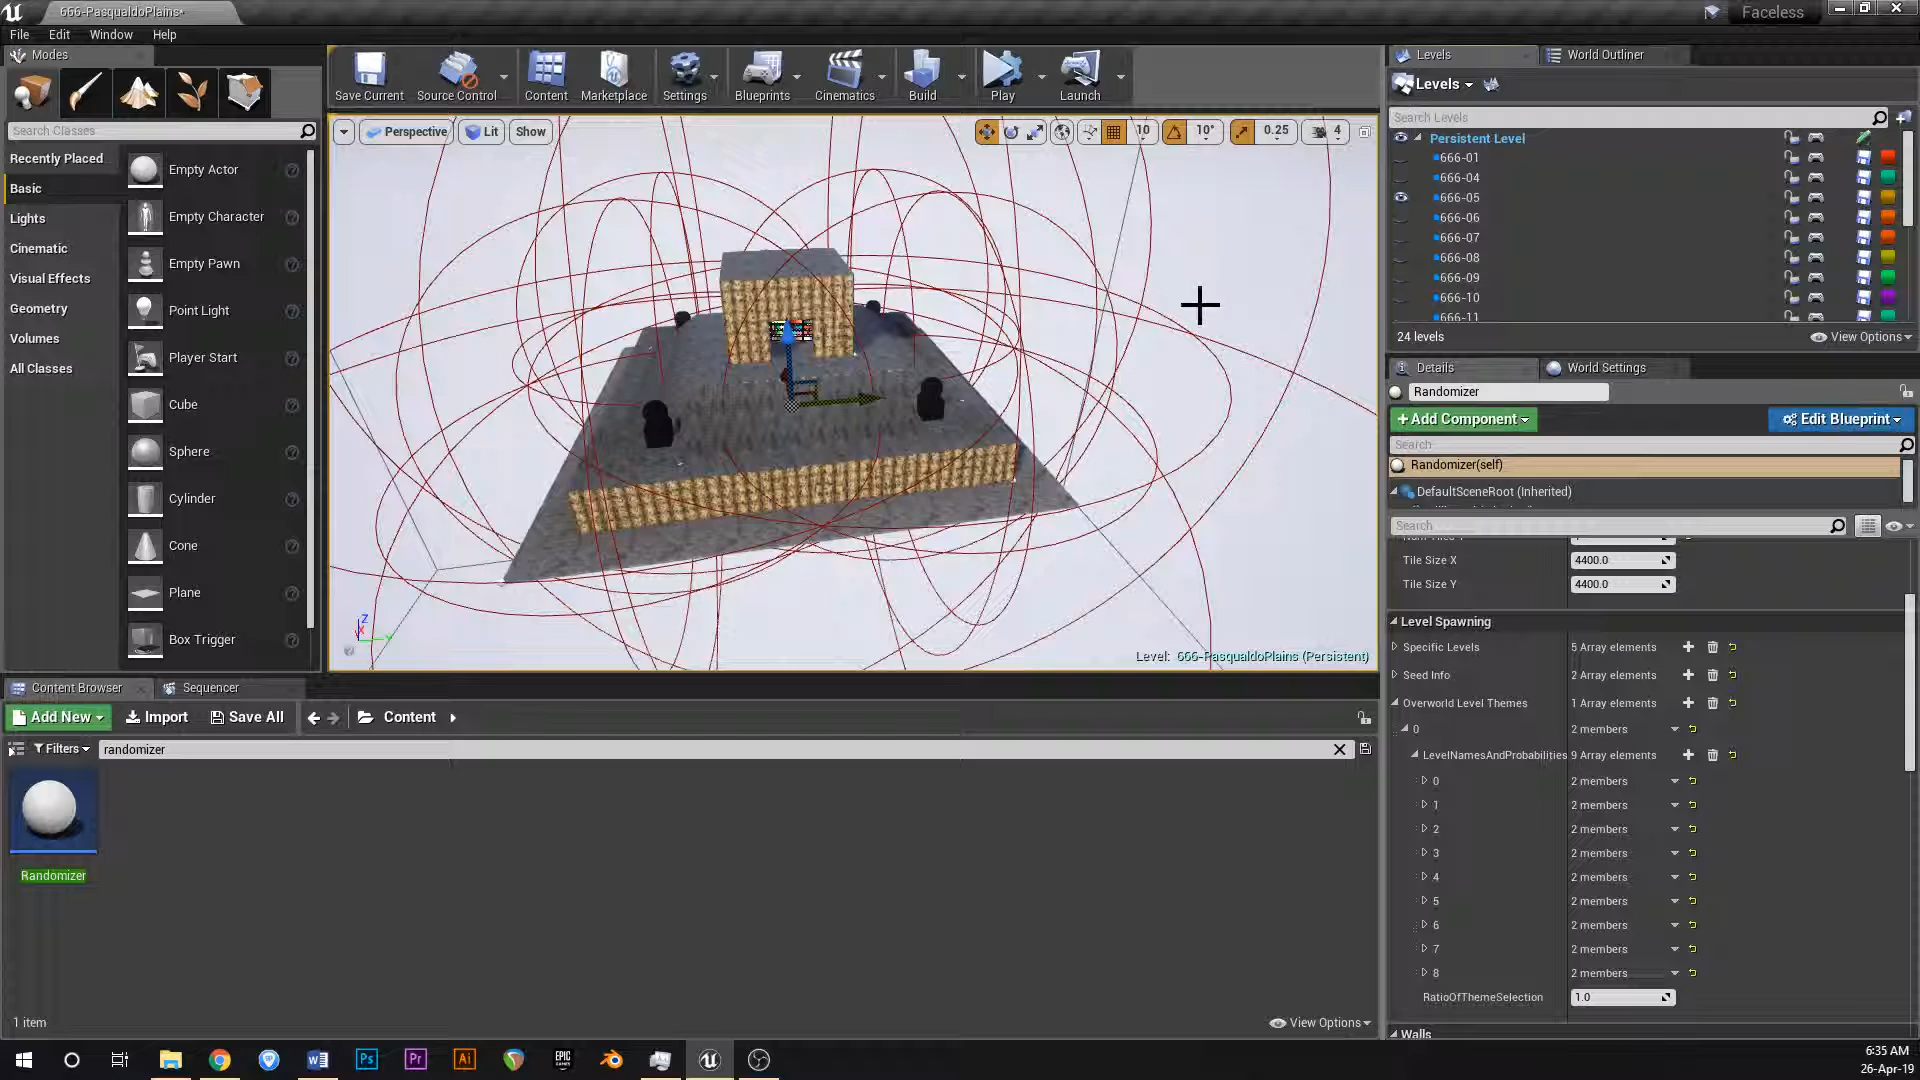 666-PasqualdoPlains*
Faceless
File Edit Window Help
Modes
Levels
World Outliner
Save Current
Source Control
Content
Marketplace
Settings
Blueprints
Cinematics
Build
Play
Launch
Levels
Search Classes
Perspective
Lit
Show
10
10°
0.25
4
Search Levels
Recently Placed
Basic
Lights
Cinematic
Visual Effects
Geometry
Volumes
All Classes
Empty Actor
Empty Character
Empty Pawn
Point Light
Player Start
Cube
Sphere
Cylinder
Cone
Plane
Box Trigger
Persistent Level
666-01
666-04
666-05
666-06
666-07
666-08
666-09
666-10
666-11
24 levels
View Options
Details
World Settings
Randomizer
+Add Component
Edit Blueprint
Search
Randomizer(self)
DefaultSceneRoot (Inherited)
Search
Tile Size X 4400.0
Tile Size Y 4400.0
Level Spawning
Specific Levels 5 Array elements
Seed Info 2 Array elements
Overworld Level Themes 1 Array elements
0 2 members
LevelNamesAndProbabilities 9 Array elements
0 2 members
1 2 members
2 2 members
3 2 members
4 2 members
5 2 members
6 2 members
7 2 members
8 2 members
RatioOfThemeSelection 1.0
Walls
Z
X
Y
Level: 666-PasqualdoPlains (Persistent)
Content Browser
Sequencer
Add New
Import
Save All
Content
Filters
randomizer
Randomizer
1 item
View Options
Ps
Pr
Ai
EPIC
GAMES
6:35 AM
26-Apr-19